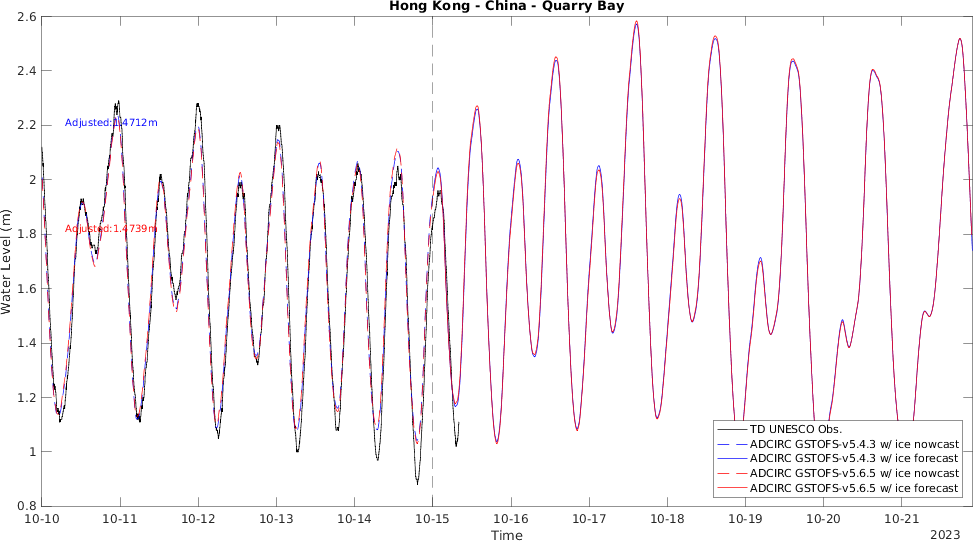 Hong Kong - China - Quarry Bay
Water Level (m)
2.6
2.4
2.2
2
1.8
1.6
1.4
1.2
1
0.8
Adjusted:1.4712m
Adjusted:1.4739m
TD UNESCO Obs.
ADCIRC GSTOFS-v5.4.3 w/ ice nowcast
ADCIRC GSTOFS-v5.4.3 w/ ice forecast
ADCIRC GSTOFS-v5.6.5 w/ ice nowcast
ADCIRC GSTOFS-v5.6.5 w/ ice forecast
10-10 10-11 10-12 10-13 10-14 10-15 10-16 10-17 10-18 10-19 10-20 10-21
Time
2023